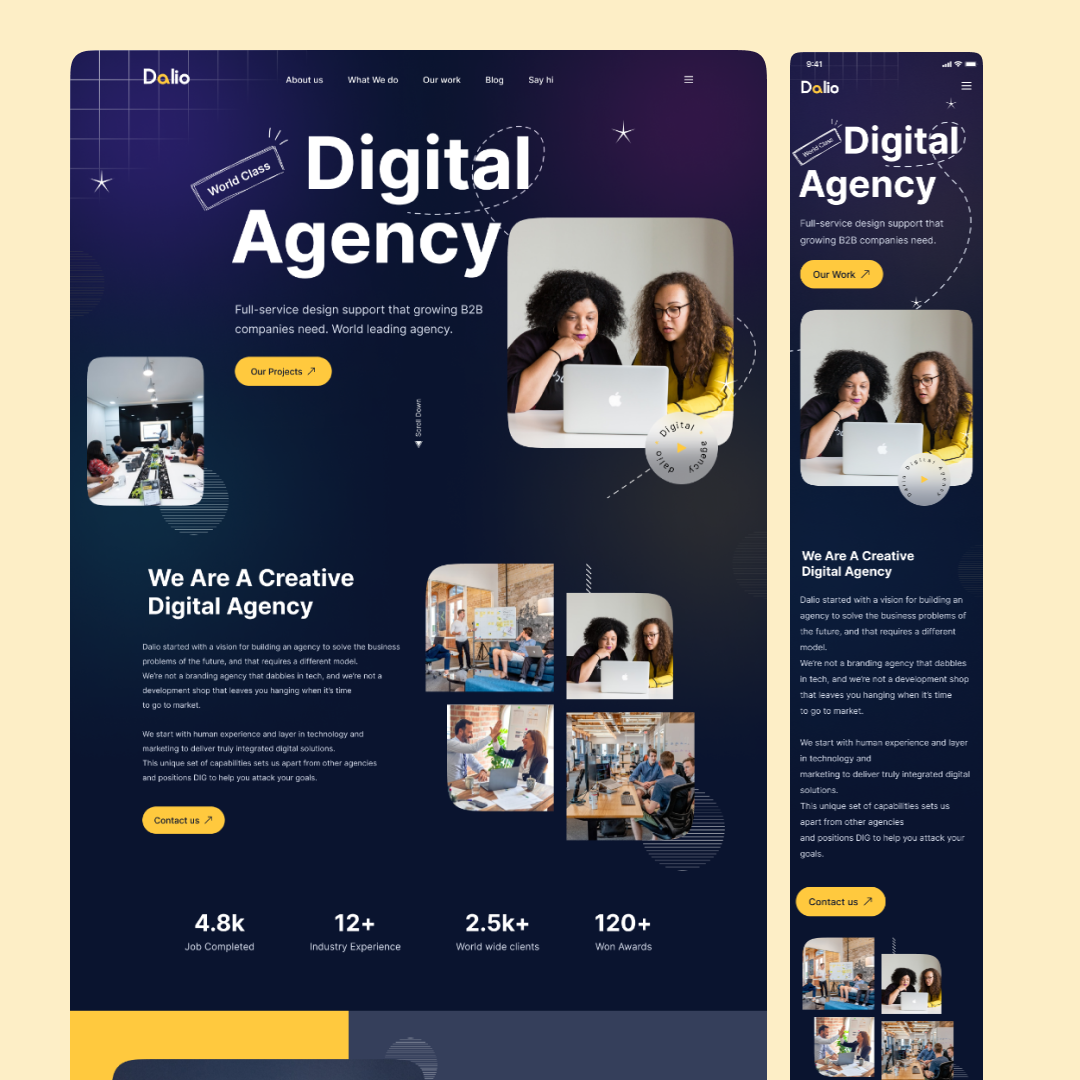 Dalio
About us
What We do
Our work
Blog
Say hi
World Class
Digital
Agency
Full-service design support that growing B2B
companies need. World leading agency.
Our Projects
Scroll Down
Digital agency dalio
We Are A Creative
Digital Agency
Dalio started with a vision for building an agency to solve the business
problems of the future, and that requires a different model.
We're not a branding agency that dabbles in tech, and we're not a
development shop that leaves you hanging when it's time
to go to market.
We start with human experience and layer in technology and
marketing to deliver truly integrated digital solutions.
This unique set of capabilities sets us apart from other agencies
and positions DIG to help you attack your goals.
Contact us
4.8k
Job Completed
12+
Industry Experience
2.5k+
World wide clients
120+
Won Awards
9:41
Dalio
World Class
Digital
Agency
Full-service design support that
growing B2B companies need.
Our Work
Dalio Digital Agency
We Are A Creative
Digital Agency
Dalio started with a vision for building an
agency to solve the business problems of
the future, and that requires a different
model.
We're not a branding agency that dabbles
in tech, and we're not a development shop
that leaves you hanging when it's time
to go to market.
We start with human experience and layer
in technology and
marketing to deliver truly integrated digital
solutions.
This unique set of capabilities sets us
apart from other agencies
and positions DIG to help you attack your
goals.
Contact us